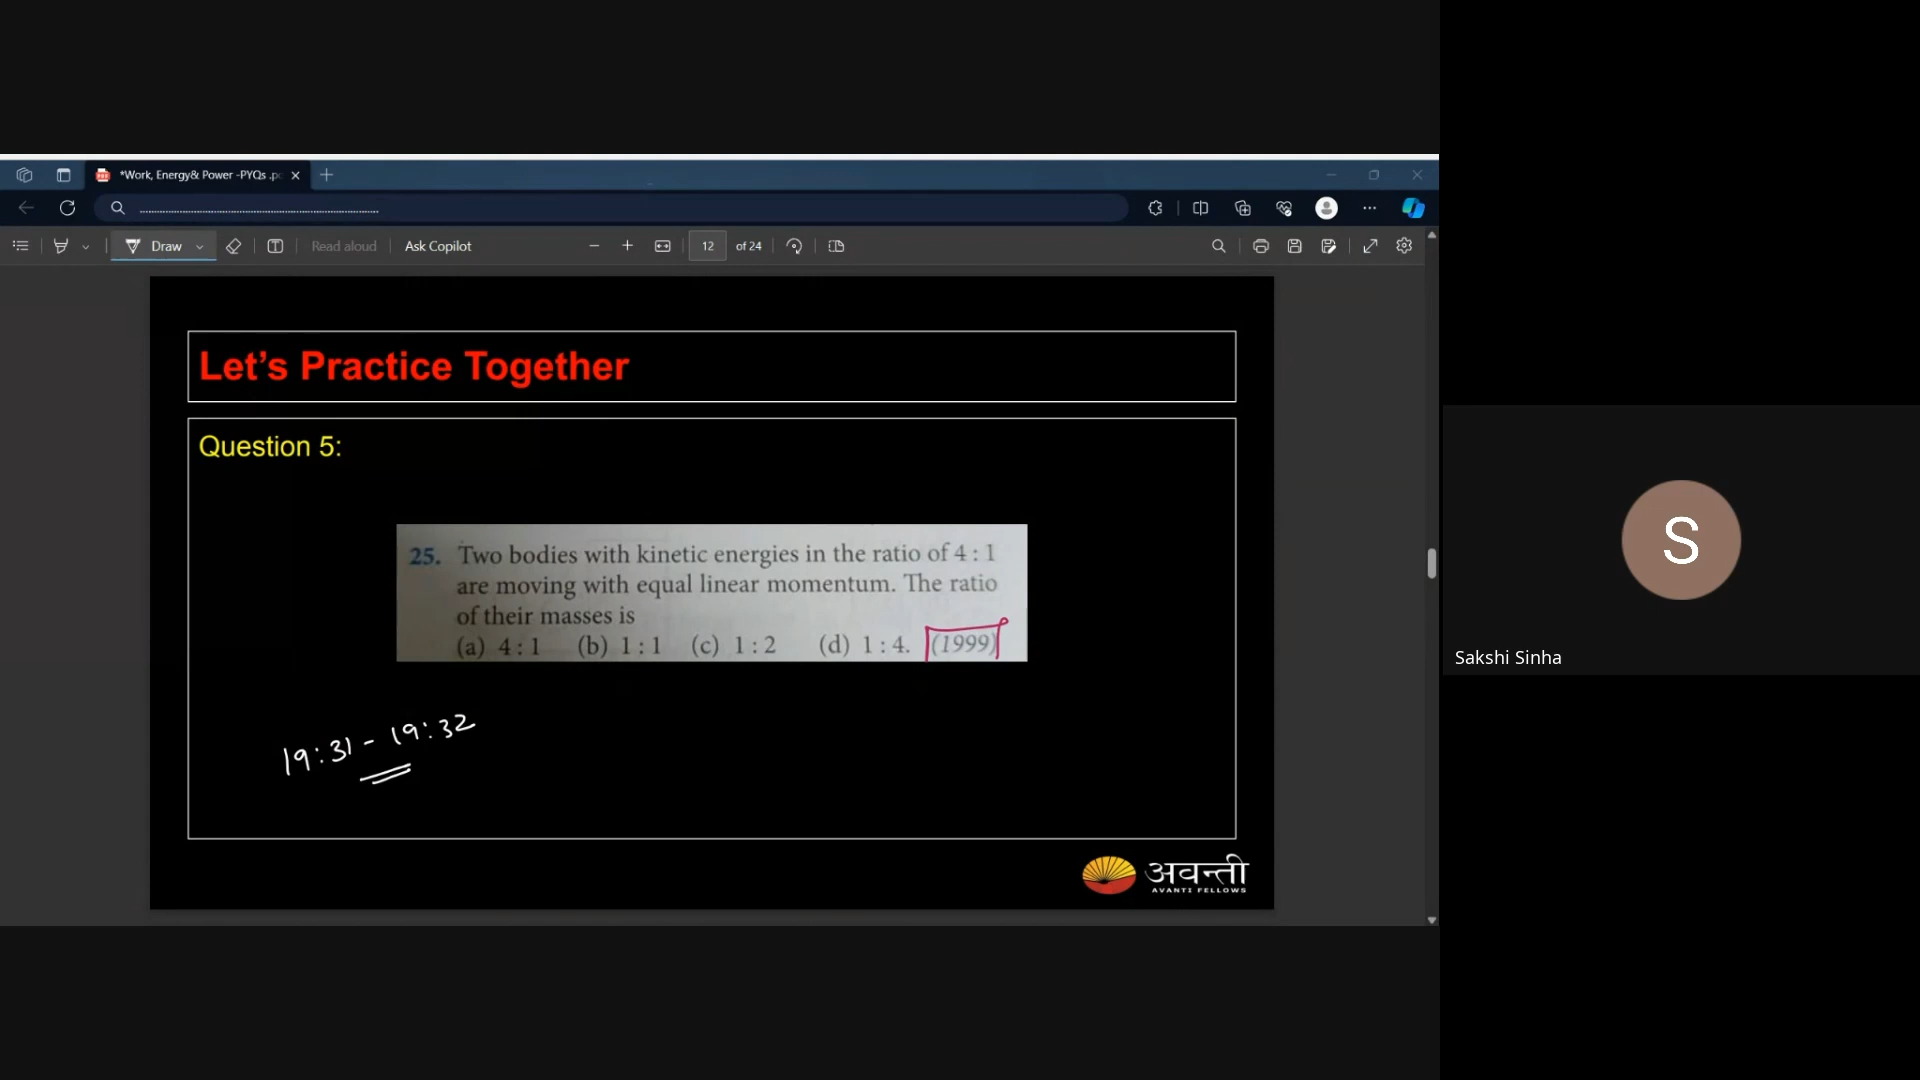 *Work, Energy& Power -PYQs .p
Draw
Read aloud
Ask Copilot
12
of 24
Let's Practice Together
Question 5:
25. Two bodies with kinetic energies in the ratio of 4 : 1
are moving with equal linear momentum. The ratio
of their masses is
(a) 4 : 1 (b) 1 : 1 (c) 1 : 2 (d) 1 : 4. (1999)
19:31 - 19:32
अवन्ती
AVANTI FELLOWS
S
Sakshi Sinha